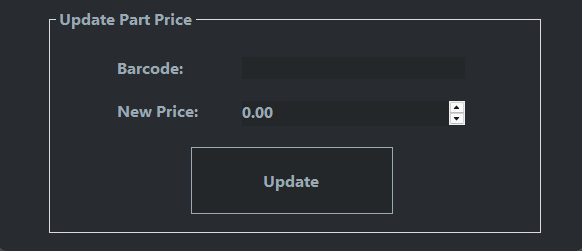 Update Part Price
Barcode:
New Price: 0.00
Update